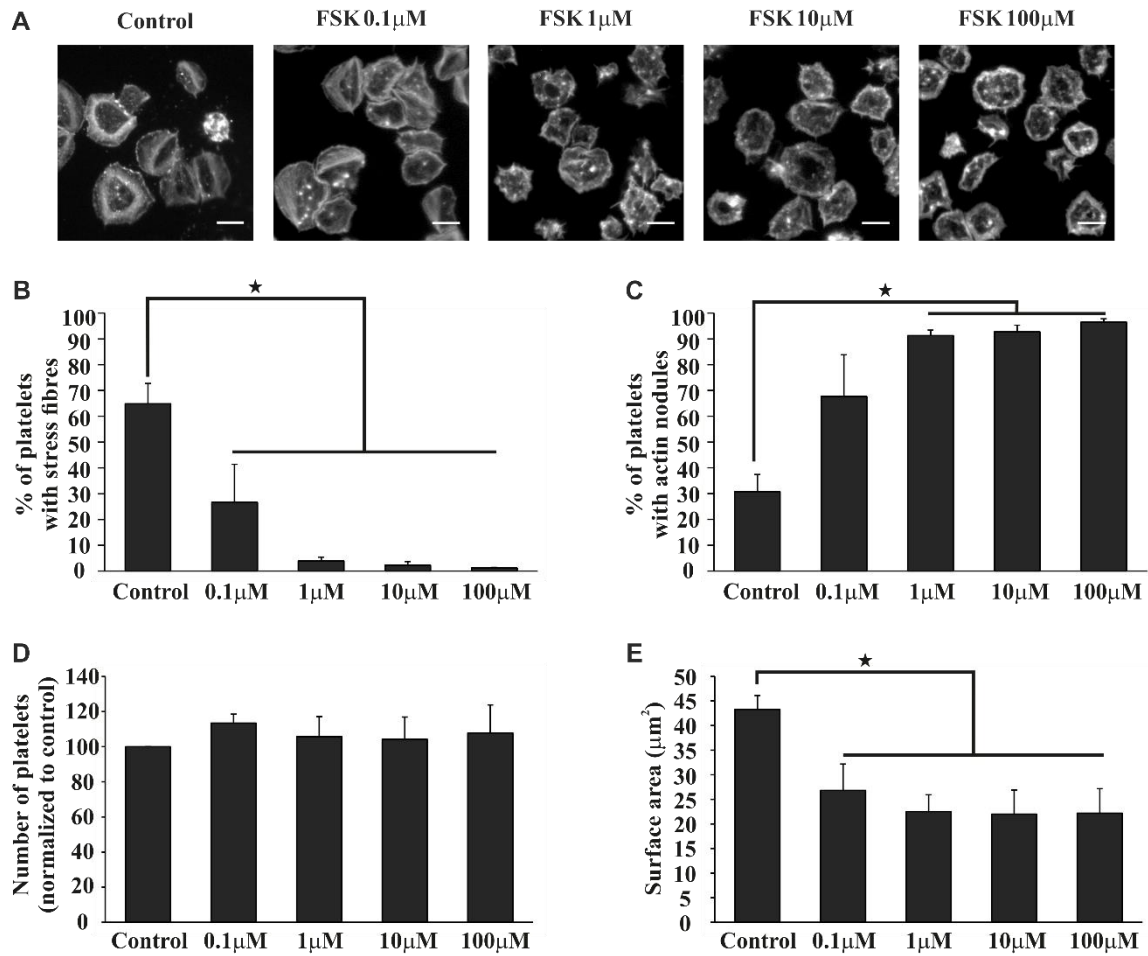 A
Control
FSK 0.1μM
FSK 1μM
FSK 10μM
FSK 100μM
B
★
% of platelets
with stress fibres
100
90
80
70
60
50
40
30
20
10
0
Control
0.1μM
1μM
10μM
100μM
C
★
% of platelets
with actin nodules
100
90
80
70
60
50
40
30
20
10
0
Control
0.1μM
1μM
10μM
100μM
D
Number of platelets
(normalized to control)
140
120
100
80
60
40
20
0
Control
0.1μM
1μM
10μM
100μM
E
★
Surface area (μm²)
50
45
40
35
30
25
20
15
10
5
0
Control
0.1μM
1μM
10μM
100μM